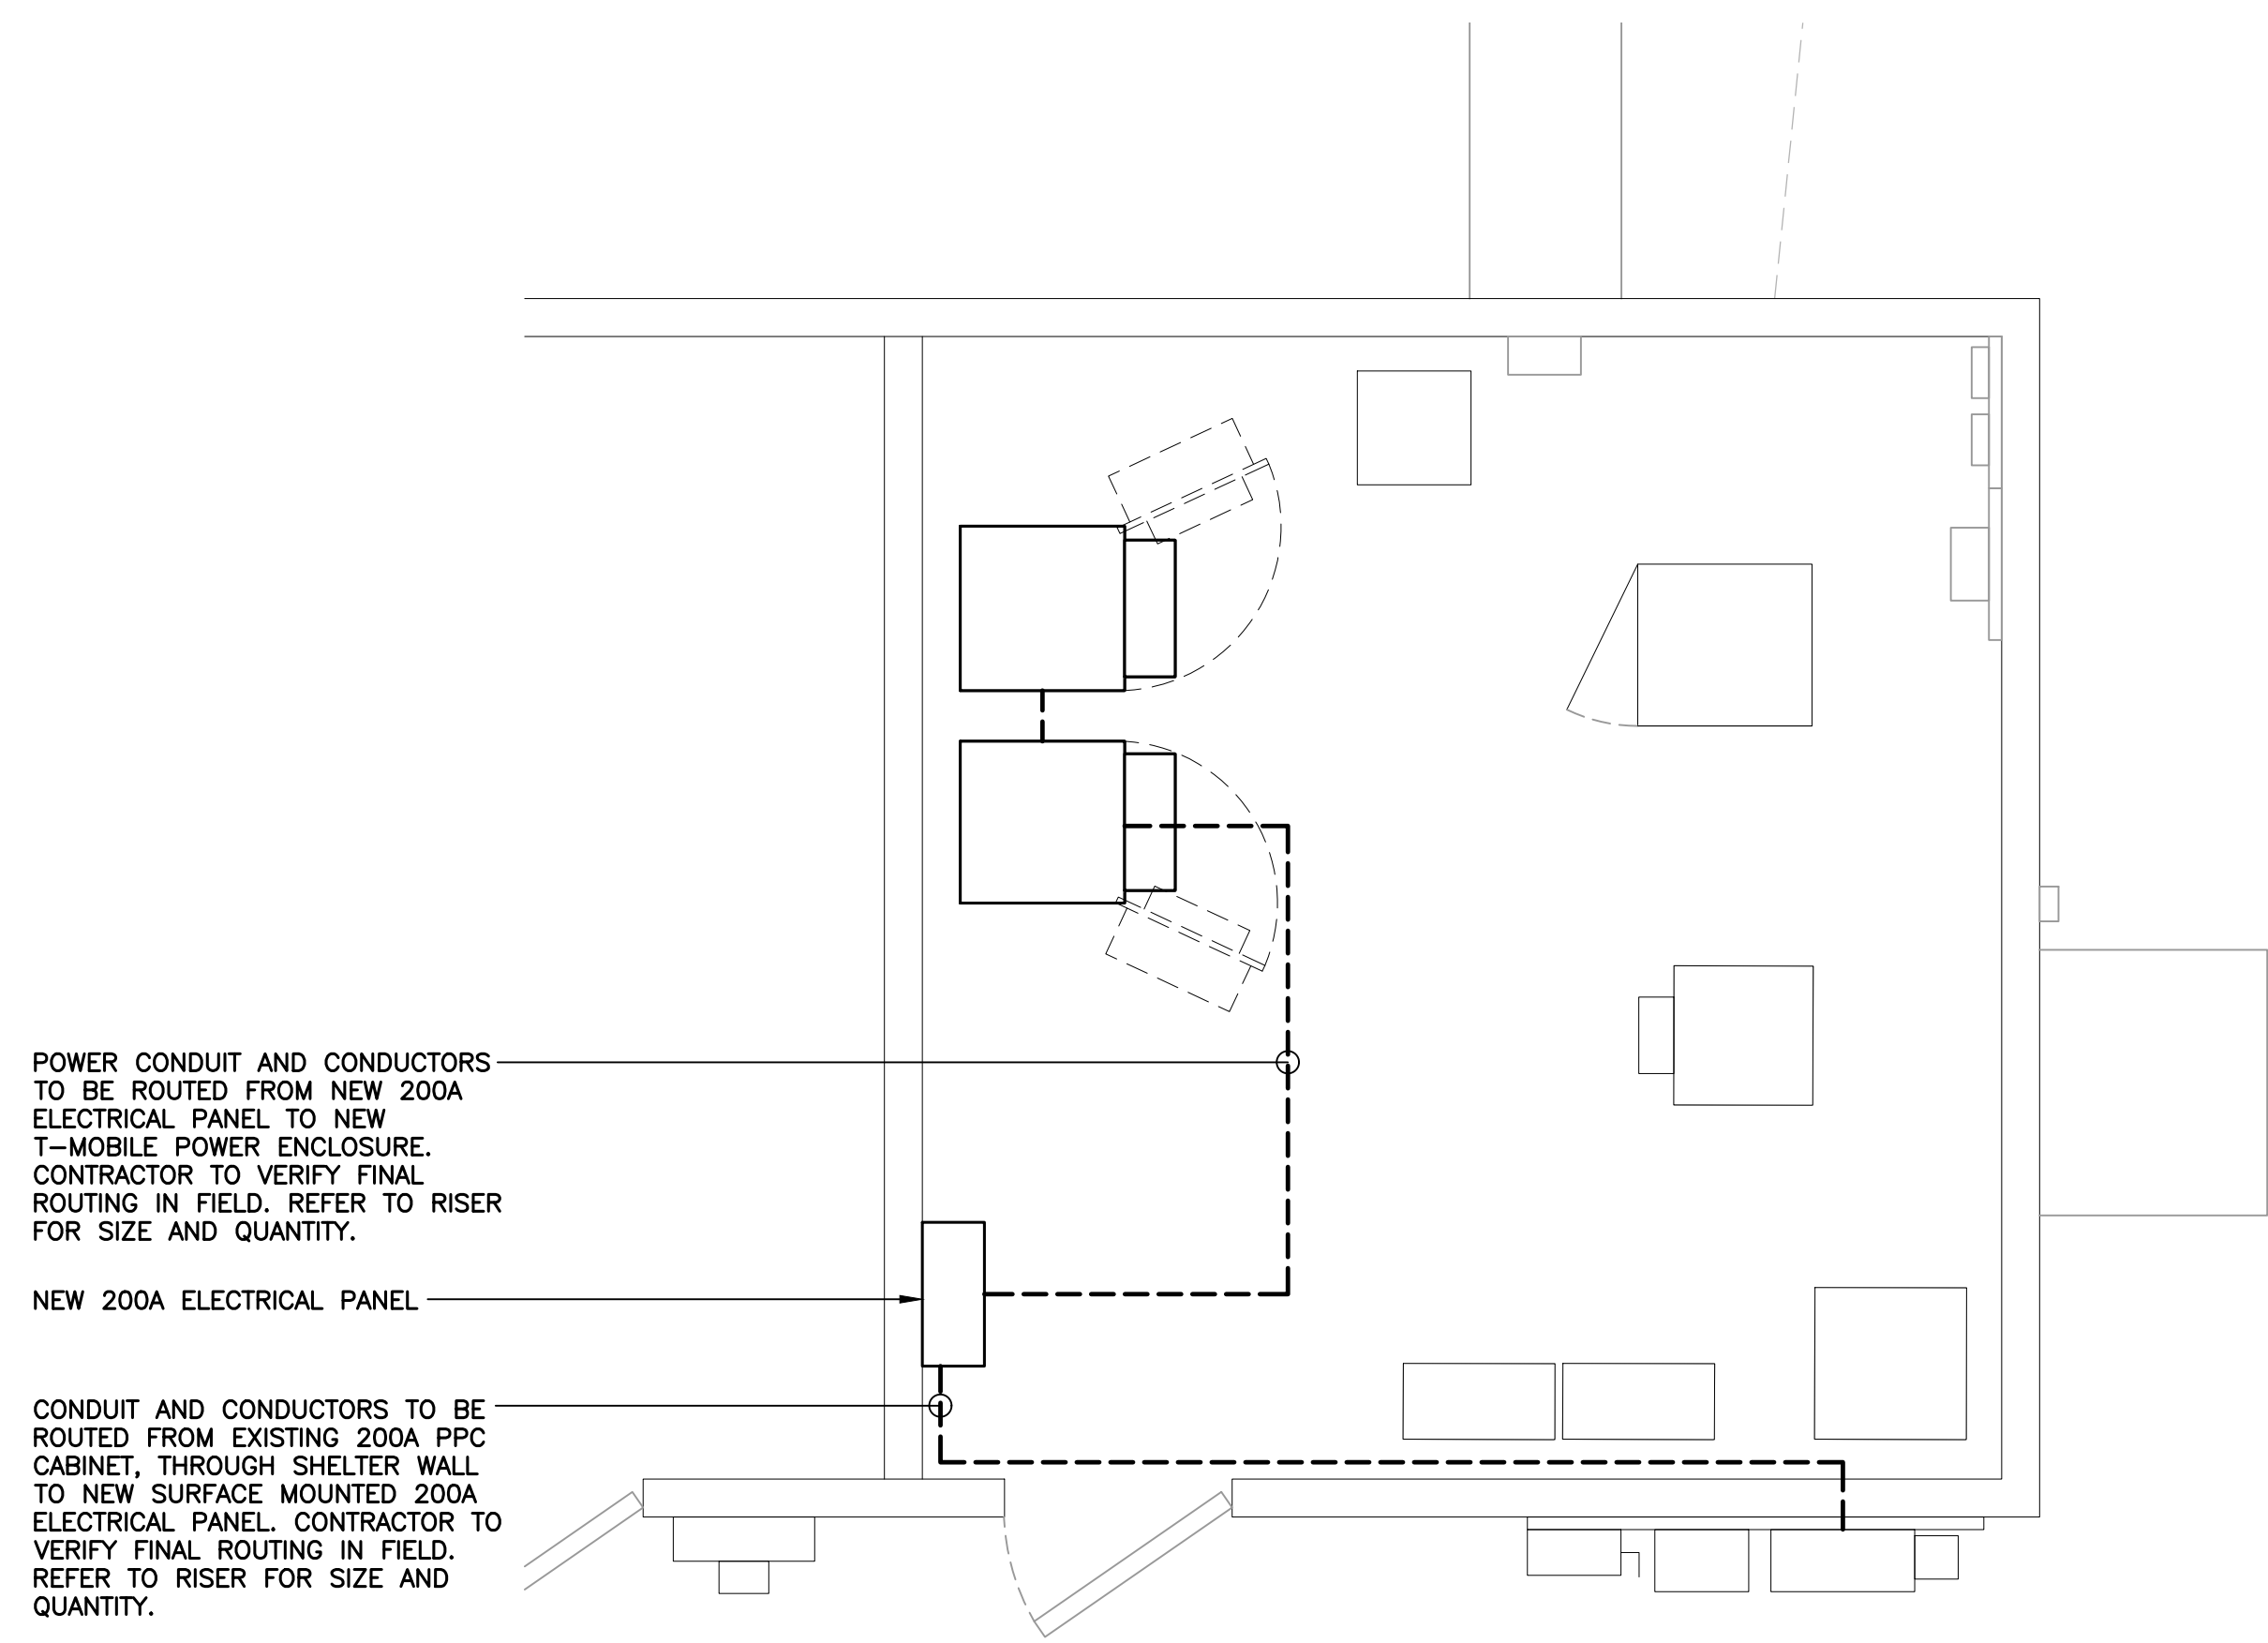 POWER CONDUIT AND CONDUCTORS
TO BE ROUTED FROM NEW 200A
ELECTRICAL PANEL TO NEW
T-MOBILE POWER ENCLOSURE.
CONTRACTOR TO VERIFY FINAL
ROUTING IN FIELD. REFER TO RISER
FOR SIZE AND QUANTITY.
NEW 200A ELECTRICAL PANEL
CONDUIT AND CONDUCTORS TO BE
ROUTED FROM EXISTING 200A PPC
CABINET, THROUGH SHELTER WALL
TO NEW SURFACE MOUNTED 200A
ELECTRICAL PANEL. CONTRACTOR TO
VERIFY FINAL ROUTING IN FIELD.
REFER TO RISER FOR SIZE AND
QUANTITY.